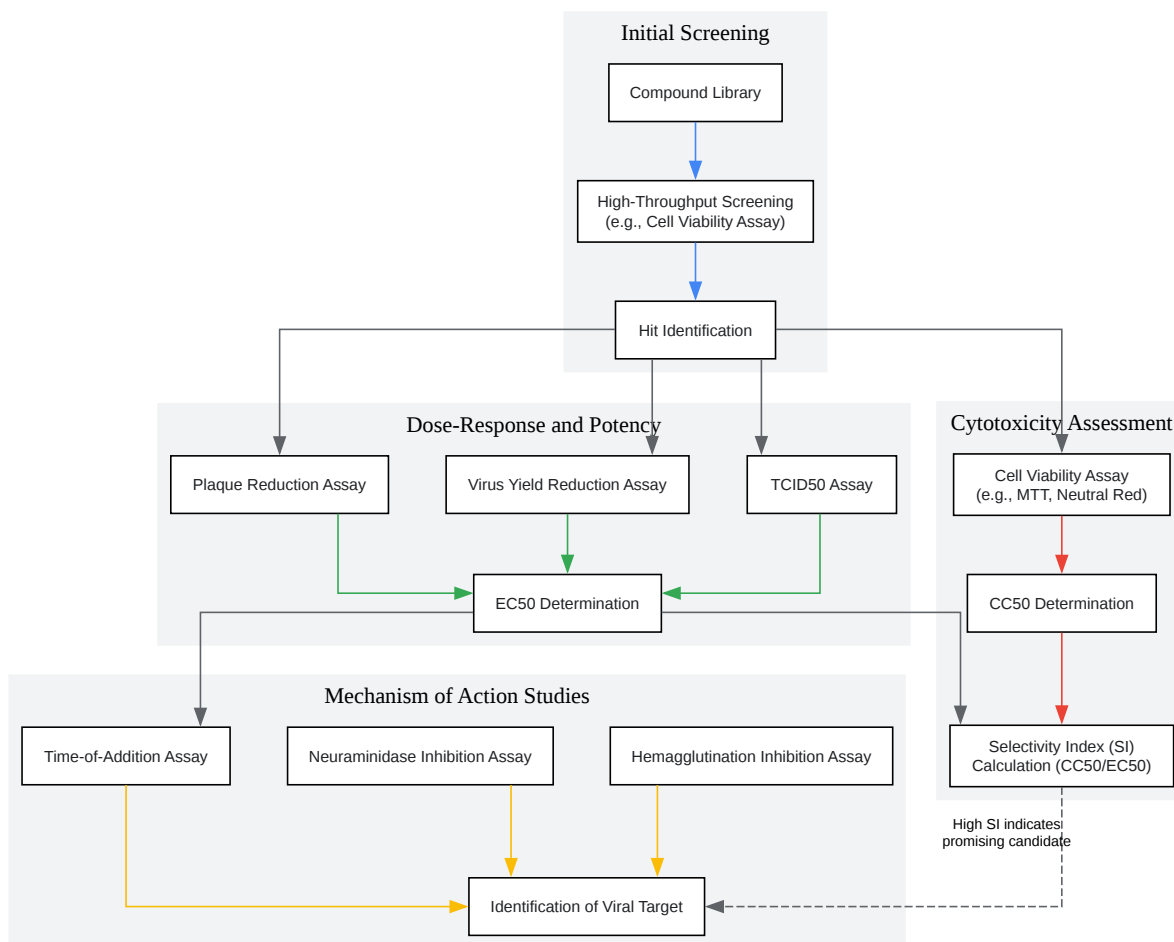 Initial Screening
Compound Library
High-Throughput Screening
(e.g., Cell Viability Assay)
Hit Identification
Dose-Response and Potency
Cytotoxicity Assessment
Plaque Reduction Assay
Virus Yield Reduction Assay
TCID50 Assay
Cell Viability Assay
(e.g., MTT, Neutral Red)
EC50 Determination
CC50 Determination
Mechanism of Action Studies
Time-of-Addition Assay
Neuraminidase Inhibition Assay
Hemagglutination Inhibition Assay
Selectivity Index (SI)
Calculation (CC50/EC50)
High SI indicates
promising candidate
Identification of Viral Target